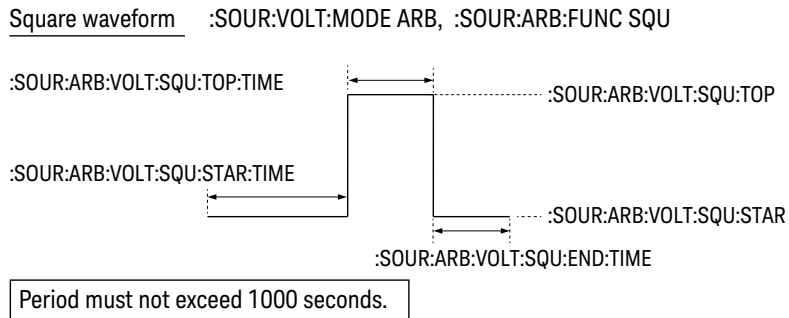 Square waveform :SOUR:VOLT:MODE ARB, :SOUR:ARB:FUNC SQU
:SOUR:ARB:VOLT:SQU:TOP:TIME
:SOUR:ARB:VOLT:SQU:TOP
:SOUR:ARB:VOLT:SQU:STAR:TIME
:SOUR:ARB:VOLT:SQU:STAR
:SOUR:ARB:VOLT:SQU:END:TIME
Period must not exceed 1000 seconds.